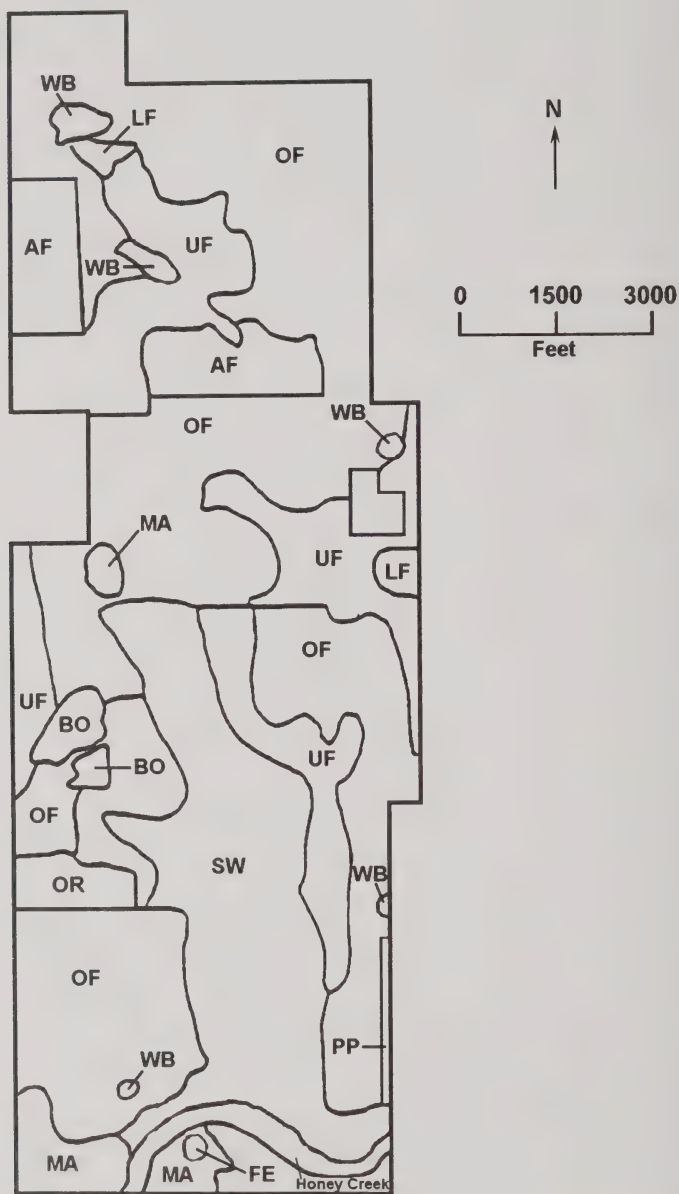 WB
LF
OF
N
AF
UF
WB
0 1500 3000
Feet
AF
WB
OF
MA
UF
LF
OF
UF
BO
UF
BO
OF
SW
WB
OR
OF
PP
WB
MA
MA
FE
Honey Creek